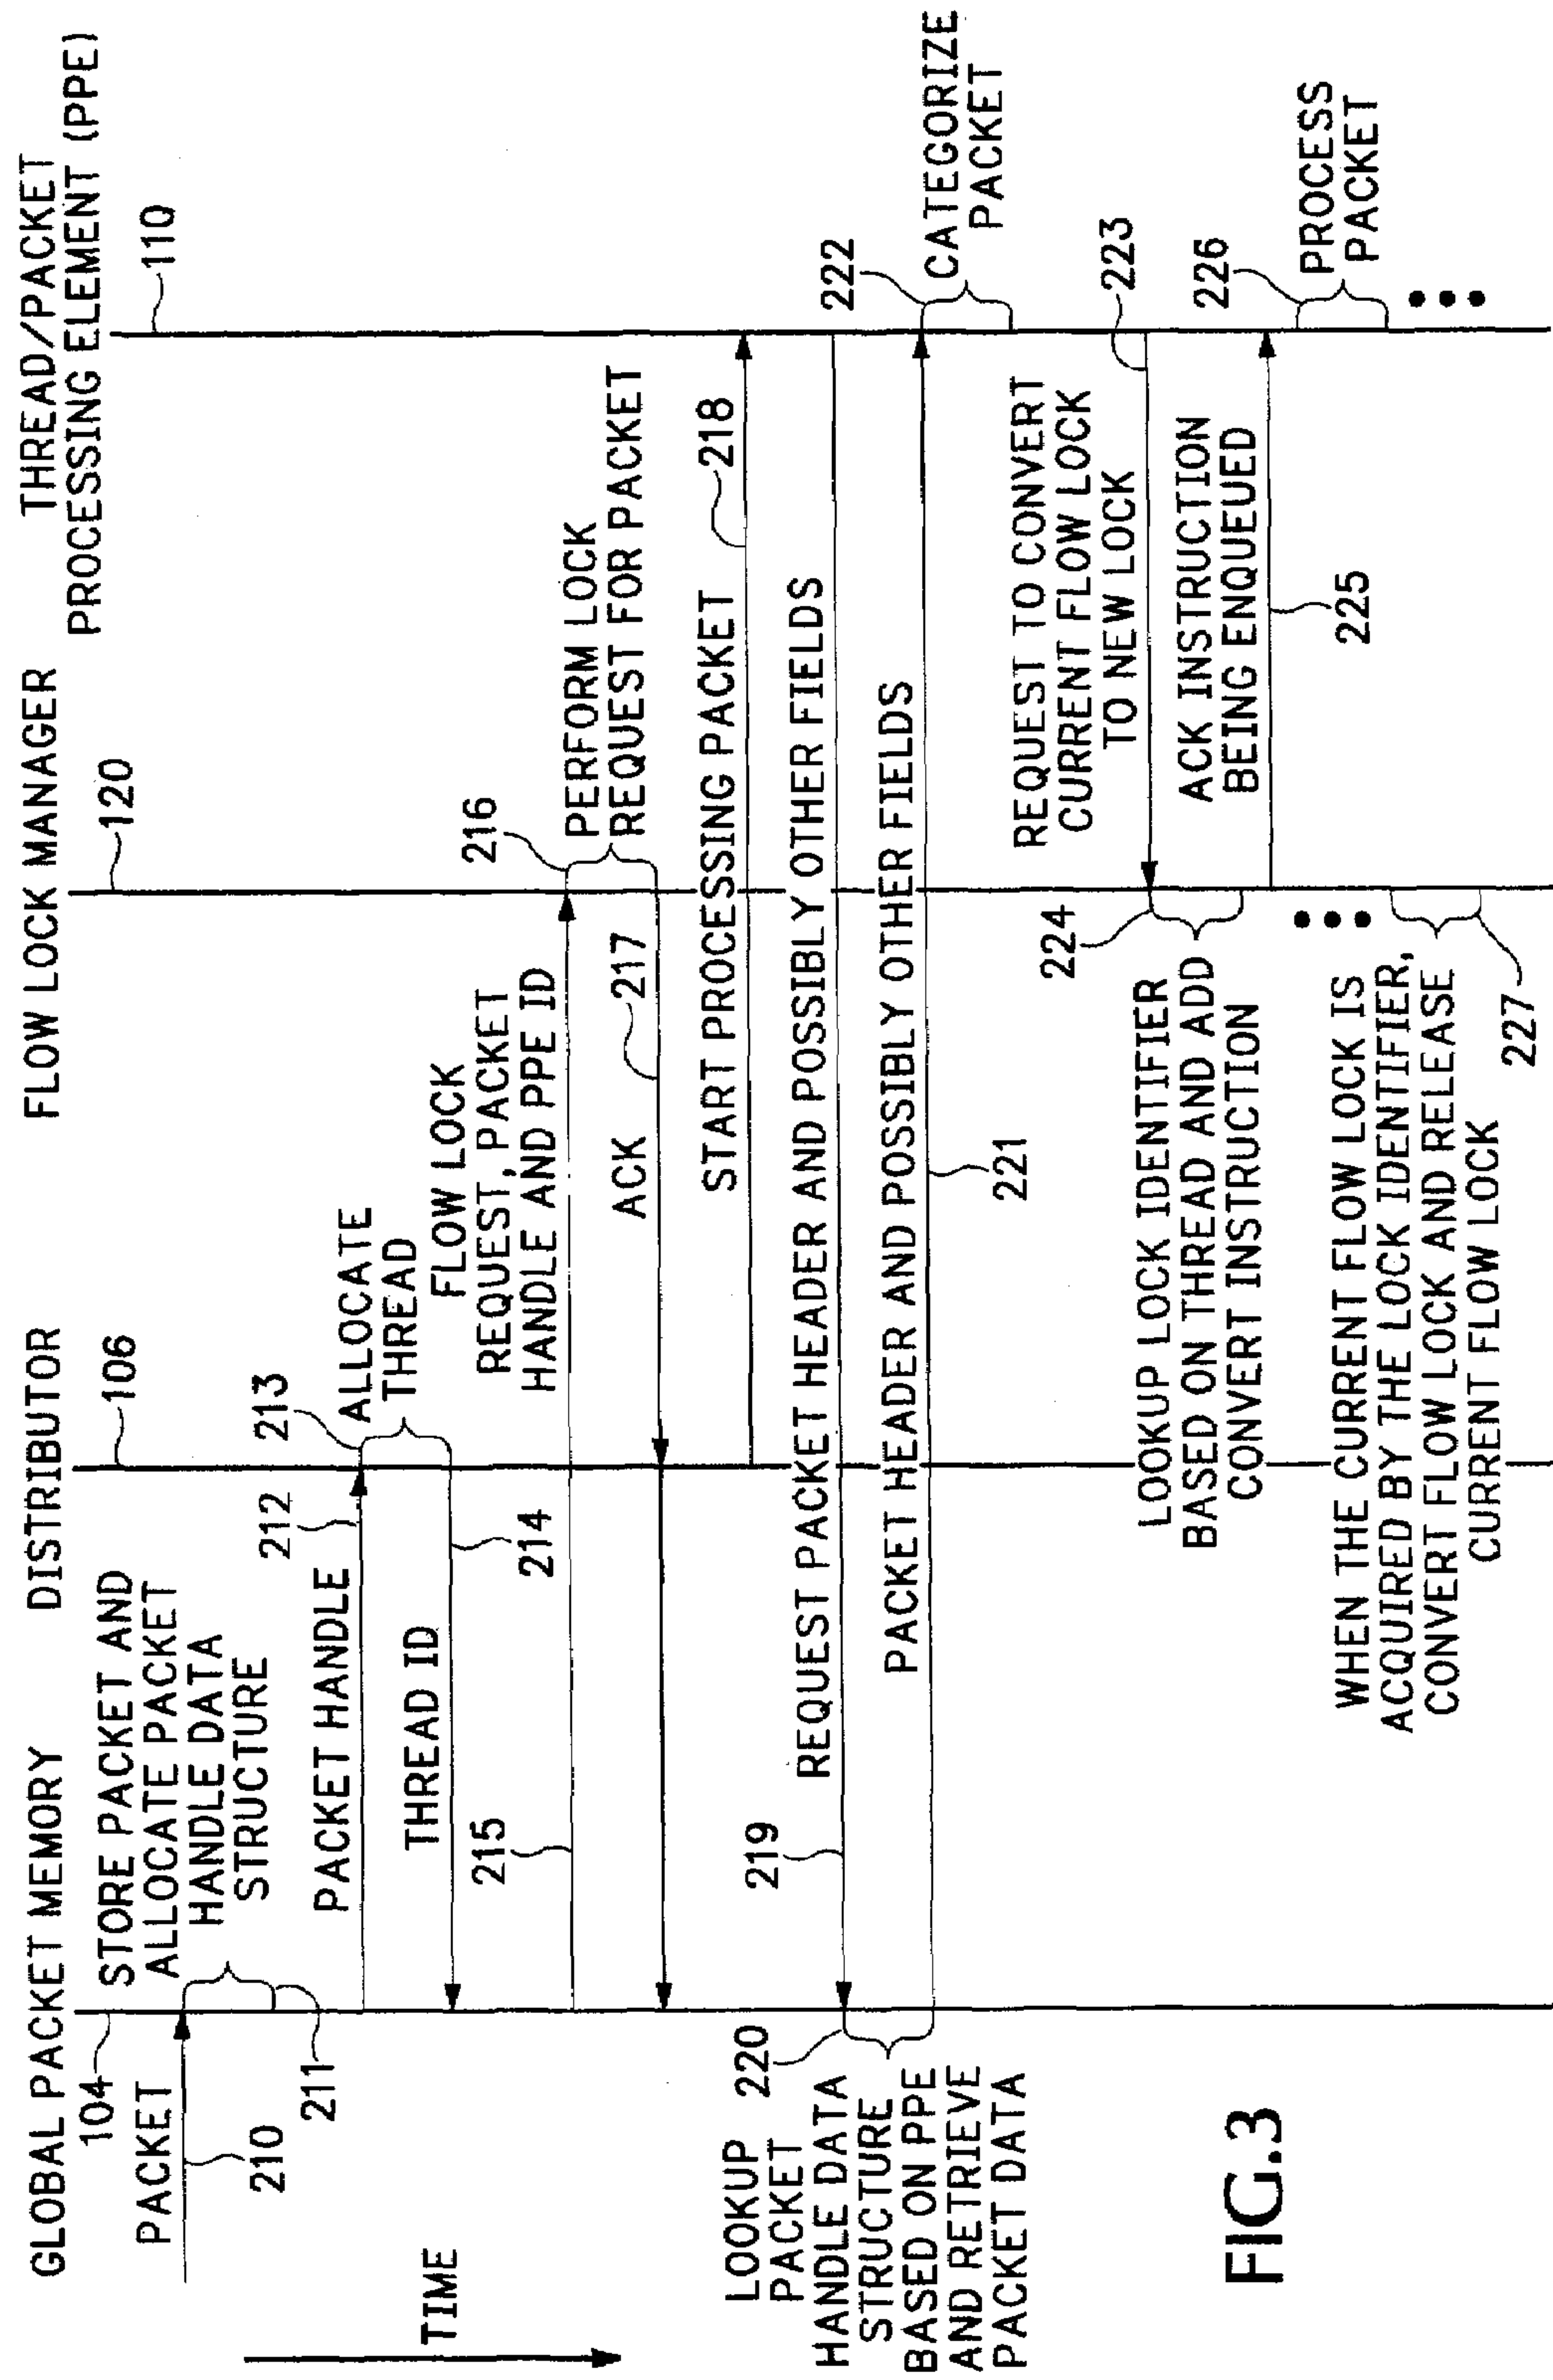 GLOBAL PACKET MEMORY
DISTRIBUTOR
FLOW LOCK MANAGER
THREAD/PACKET
PROCESSING ELEMENT (PPE)
104
106
120
110
PACKET
210
STORE PACKET AND
ALLOCATE PACKET
HANDLE DATA
STRUCTURE
211
212
PACKET HANDLE
213
ALLOCATE
THREAD
THREAD ID
214
TIME
215
FLOW LOCK
REQUEST, PACKET
HANDLE AND PPE ID
216
PERFORM LOCK
REQUEST FOR PACKET
ACK
217
START PROCESSING PACKET
218
219
REQUEST PACKET HEADER AND POSSIBLY OTHER FIELDS
LOOKUP
PACKET
HANDLE DATA
STRUCTURE
BASED ON PPE
AND RETRIEVE
PACKET DATA
220
PACKET HEADER AND POSSIBLY OTHER FIELDS
221
222
CATEGORIZE
PACKET
REQUEST TO CONVERT
CURRENT FLOW LOCK
TO NEW LOCK
223
224
LOOKUP LOCK IDENTIFIER
BASED ON THREAD AND ADD
CONVERT INSTRUCTION
ACK INSTRUCTION
BEING ENQUEUED
225
226
PROCESS
PACKET
WHEN THE CURRENT FLOW LOCK IS
ACQUIRED BY THE LOCK IDENTIFIER,
CONVERT FLOW LOCK AND RELEASE
CURRENT FLOW LOCK
227
FIG.3